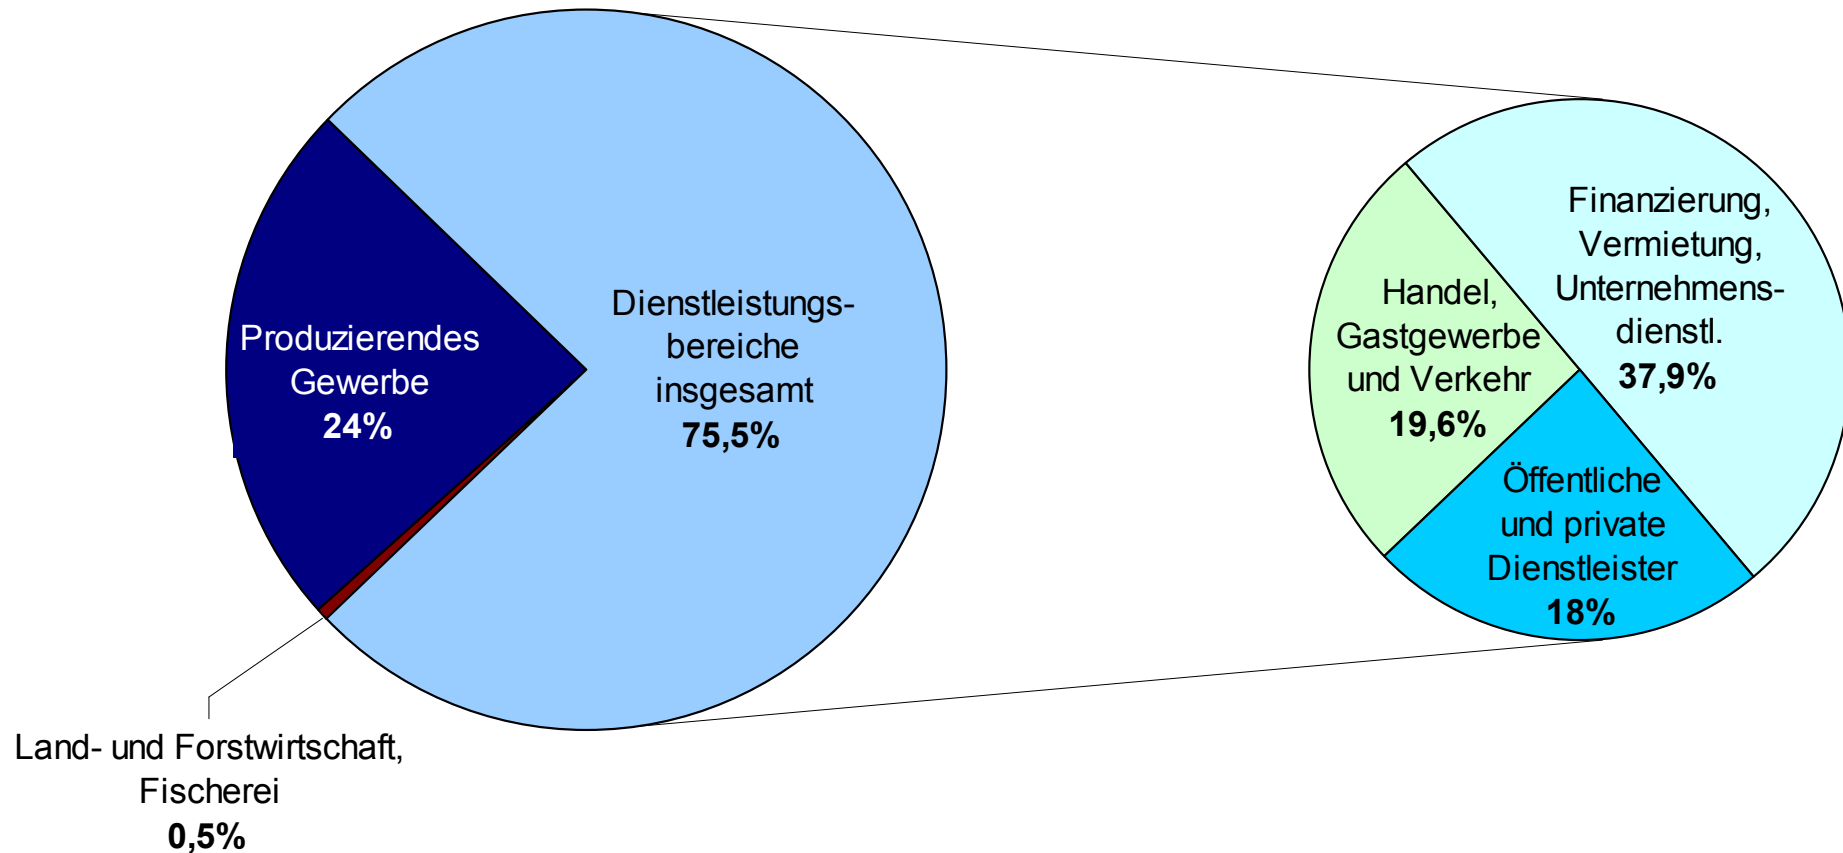 Produzierendes
Gewerbe
24%
Dienstleistungs-
bereiche
insgesamt
75,5%
Land- und Forstwirtschaft,
Fischerei
0,5%
Handel,
Gastgewerbe
und Verkehr
19,6%
Finanzierung,
Vermietung,
Unternehmens-
dienstl.
37,9%
Öffentliche
und private
Dienstleister
18%